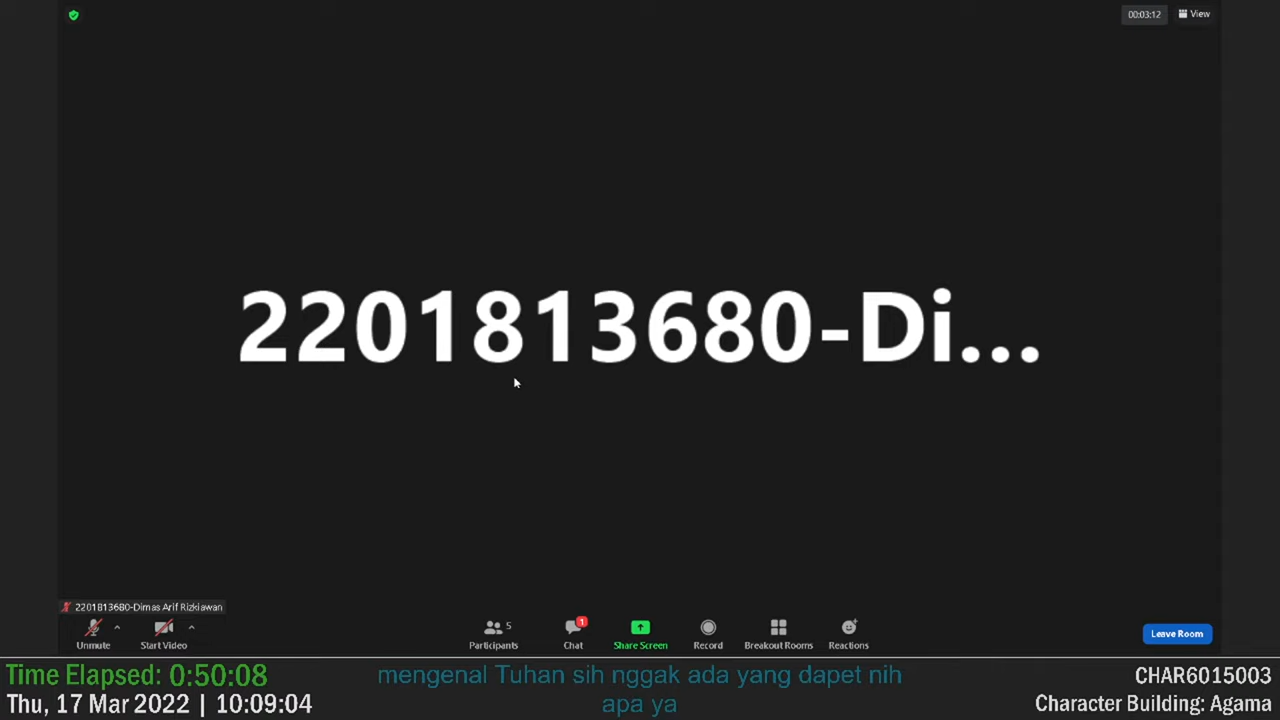 00:03:12
View
2201813680-Di...
2201813680-Dimas Arif Rizkiawan
Unmute
Start Video
Participants
5
Chat
1
Share Screen
Record
Breakout Rooms
Reactions
Leave Room
Time Elapsed: 0:50:08
Thu, 17 Mar 2022 | 10:09:04
mengenal Tuhan sih nggak ada yang dapet nih
apa ya
CHAR6015003
Character Building: Agama